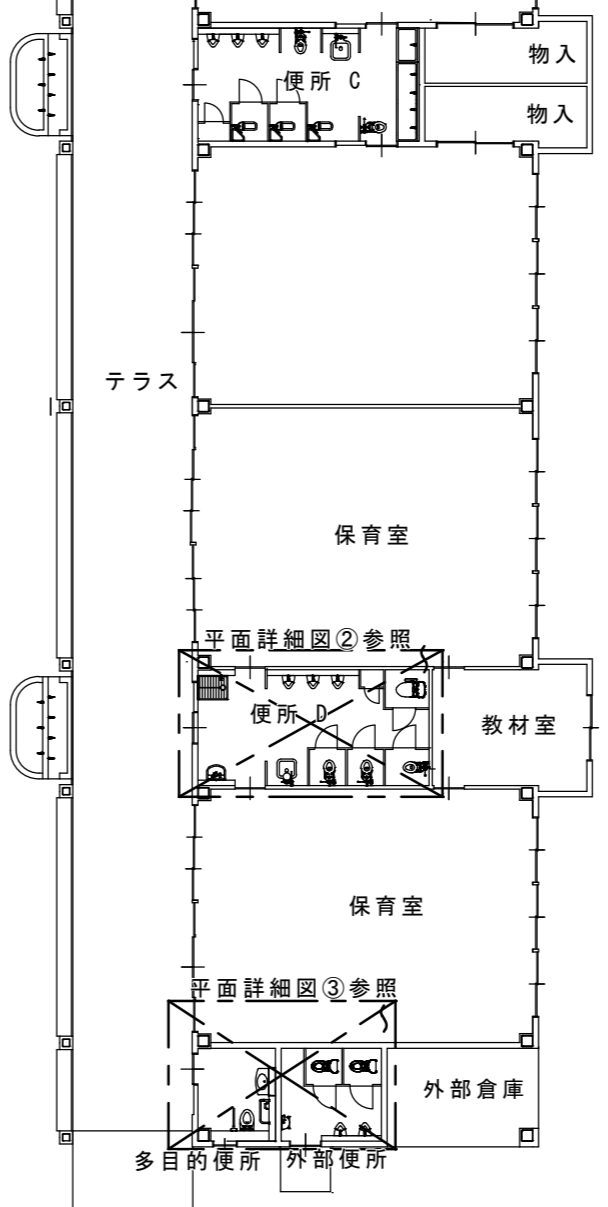 便所 C
物入
物入
テラス
保育室
平面詳細図②参照
便所 D
教材室
保育室
平面詳細図③参照
外部倉庫
多目的便所
外部便所